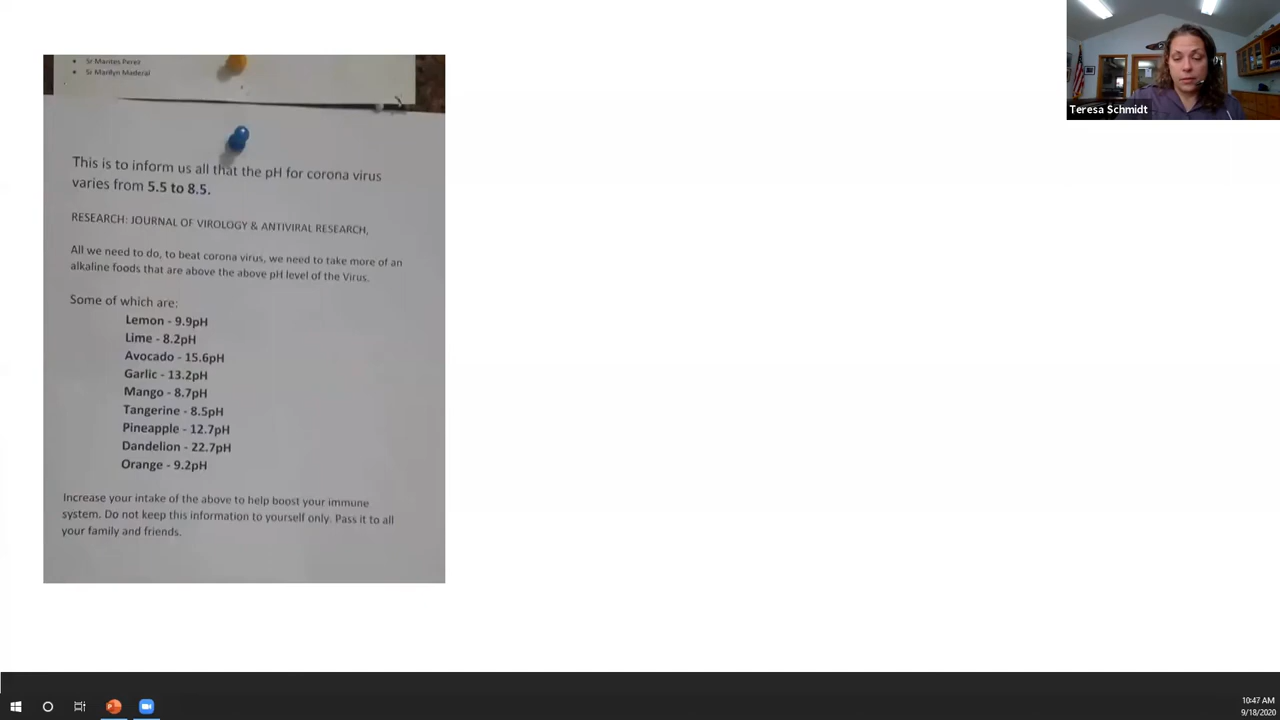 Sr Marites Perez
Sr Marilyn Maderal
This is to inform us all that the pH for corona virus
varies from 5.5 to 8.5.
RESEARCH: JOURNAL OF VIROLOGY & ANTIVIRAL RESEARCH,
All we need to do, to beat corona virus, we need to take more of an
alkaline foods that are above the above pH level of the Virus.
Some of which are:
Lemon - 9.9pH
Lime - 8.2pH
Avocado - 15.6pH
Garlic - 13.2pH
Mango - 8.7pH
Tangerine - 8.5pH
Pineapple - 12.7pH
Dandelion - 22.7pH
Orange - 9.2pH
Increase your intake of the above to help boost your immune
system. Do not keep this information to yourself only. Pass it to all
your family and friends.
Teresa Schmidt
10:47 AM
9/18/2020